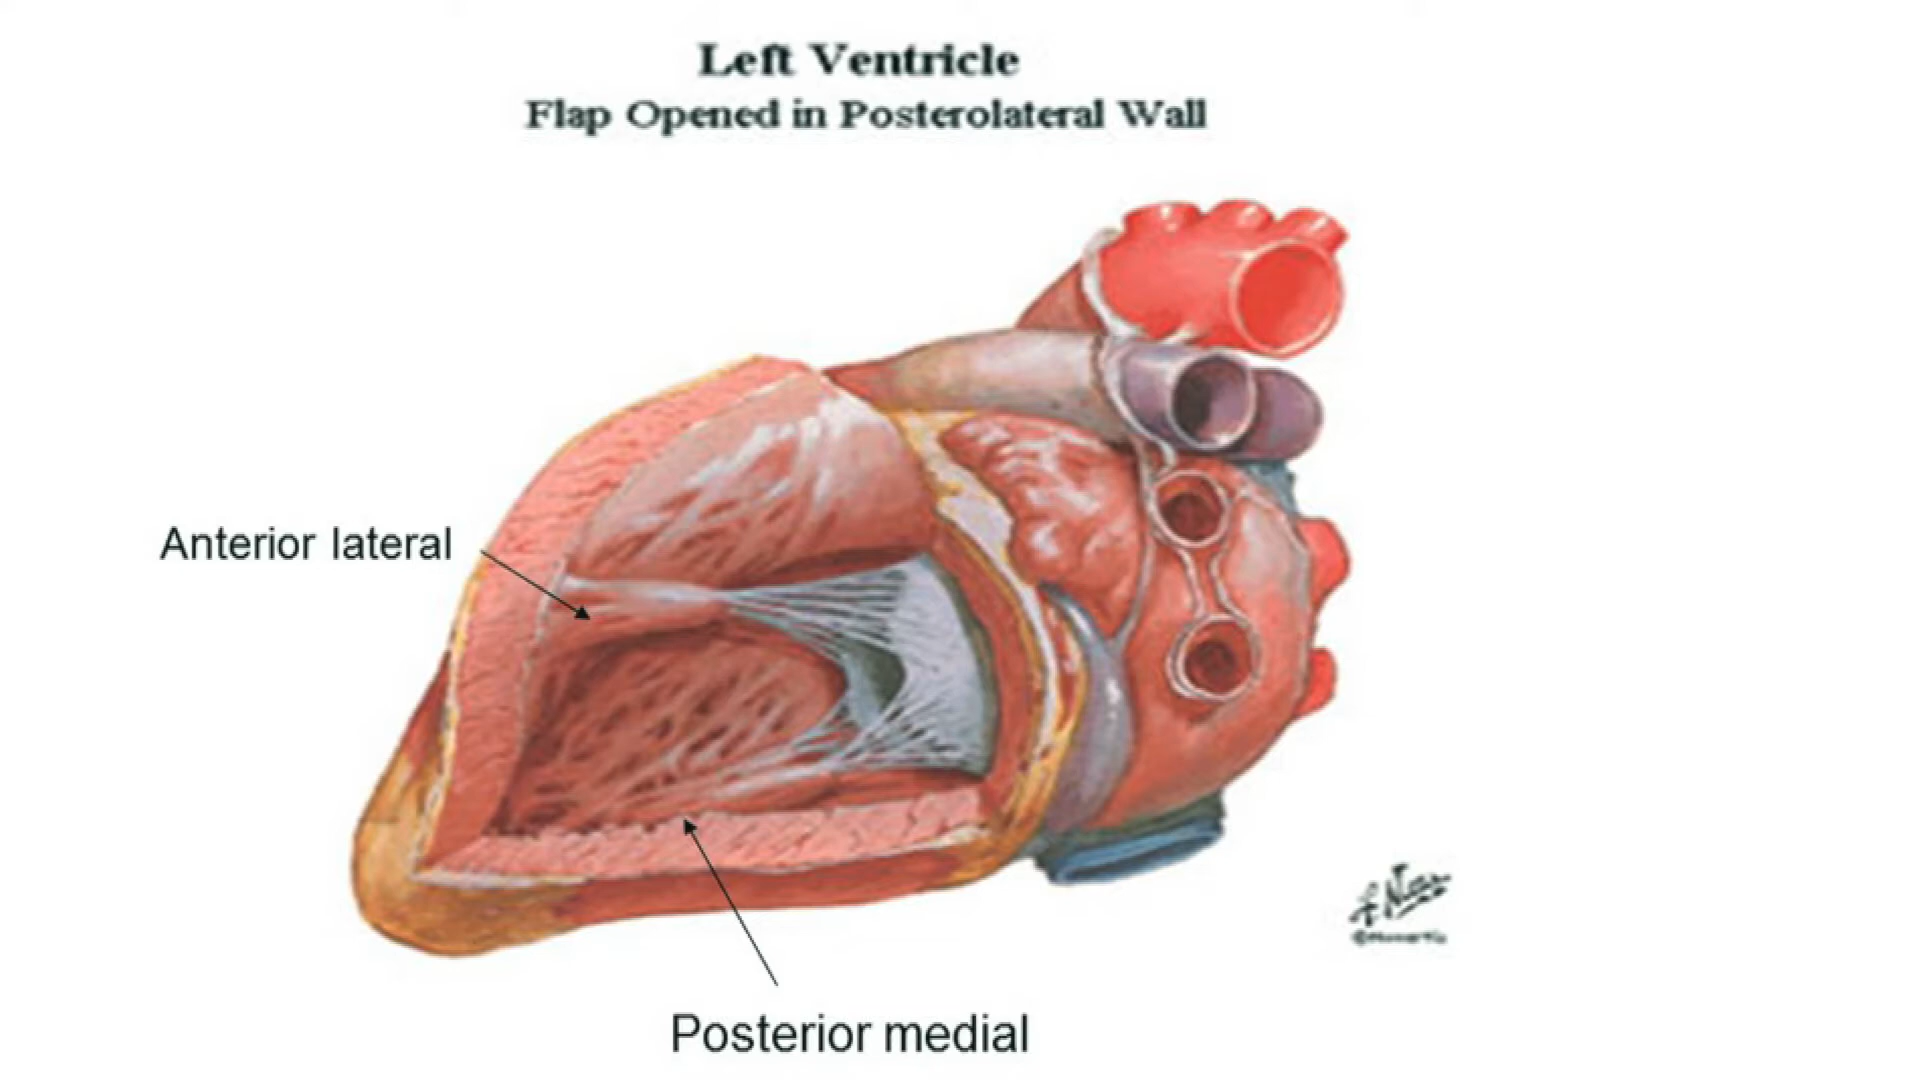 Left Ventricle
Flap Opened in Posterolateral Wall
Anterior lateral
Posterior medial